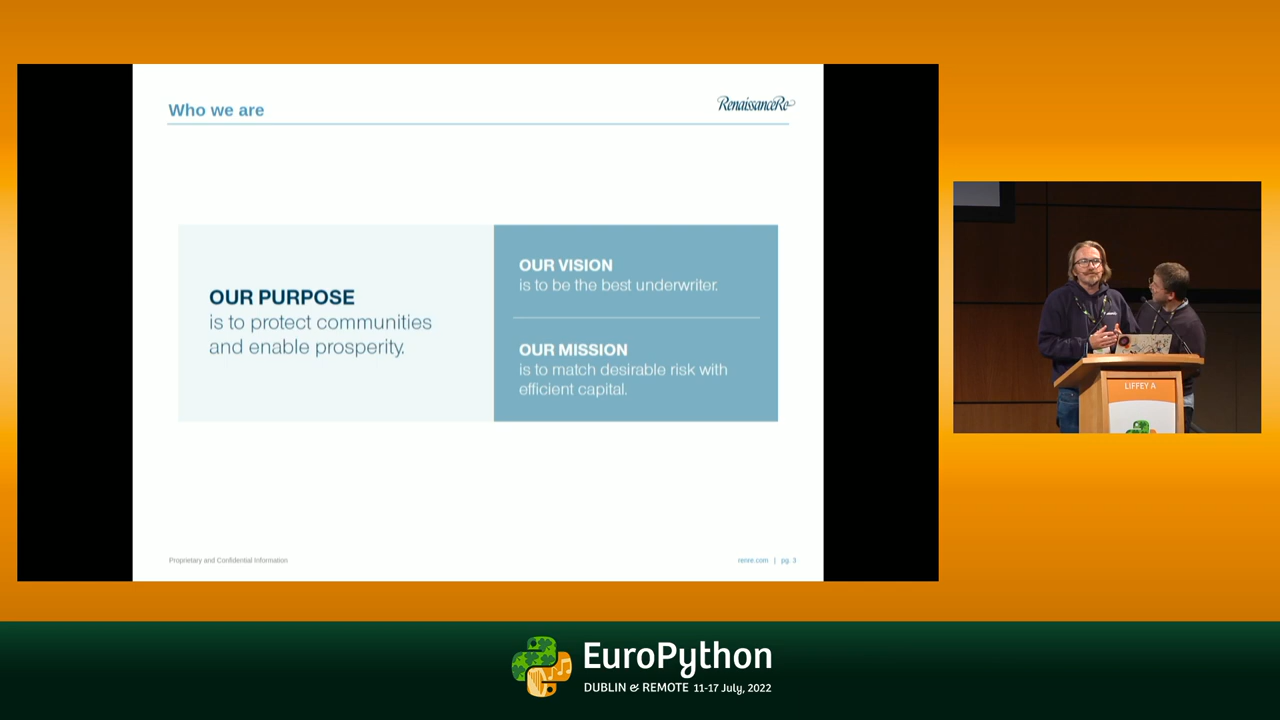 Who we are
RenaissanceRe
OUR PURPOSE
is to protect communities
and enable prosperity.
OUR VISION
is to be the best underwriter.
OUR MISSION
is to match desirable risk with
efficient capital.
Proprietary and Confidential Information
renre.com | pg 3
LIFFEY A
EuroPython
DUBLIN & REMOTE 11-17 July, 2022